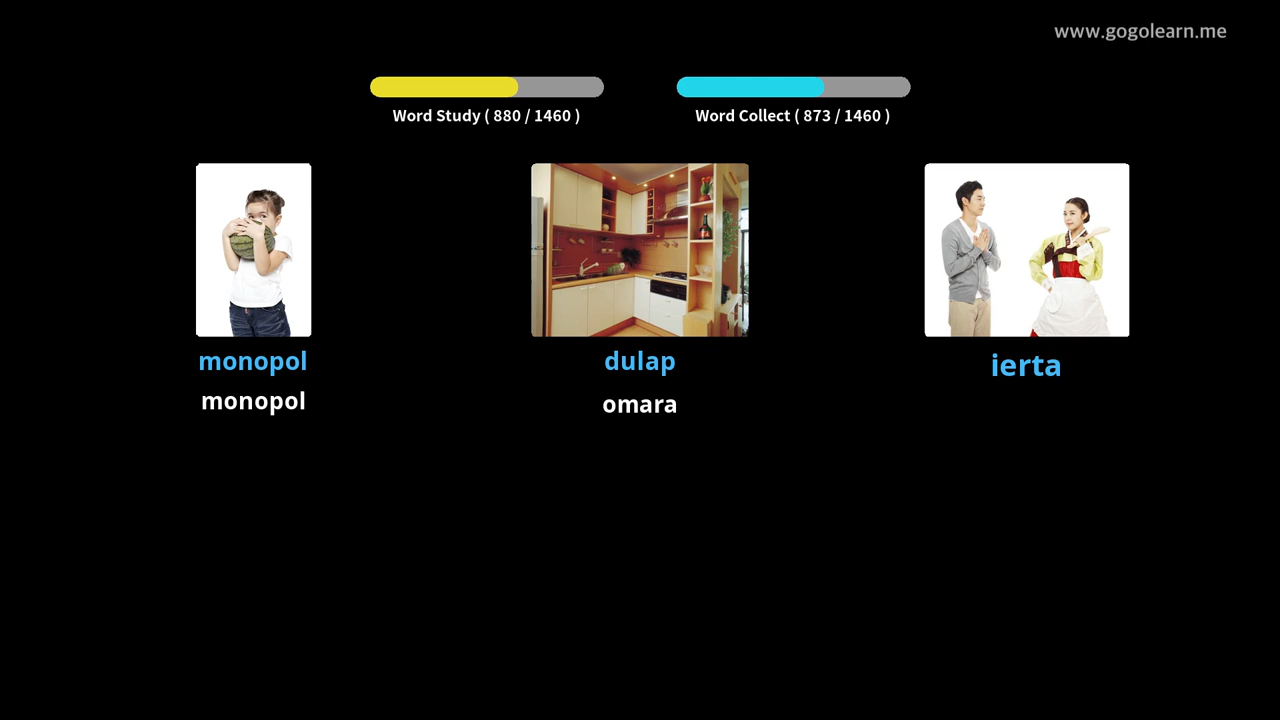 www.gogolearn.me
Word Study ( 880 / 1460 )
Word Collect ( 873 / 1460 )
monopol
dulap
ierta
monopol
omara